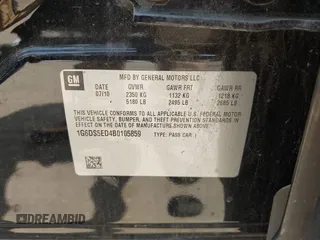 GM
MFD BY GENERAL MOTORS LLC
DATE GVWR GAWR FRT GAWR RR
07/10 2350 KG 1132 KG 1218 KG
5180 LB 2495 LB 2685 LB
THIS VEHICLE CONFORMS TO ALL APPLICABLE U.S. FEDERAL MOTOR
VEHICLE SAFETY, BUMPER, AND THEFT PREVENTION STANDARDS
IN EFFECT ON THE DATE OF MANUFACTURE SHOWN ABOVE.
1G6DS5ED4B0105859 TYPE: PASS CAR
DREAMBID